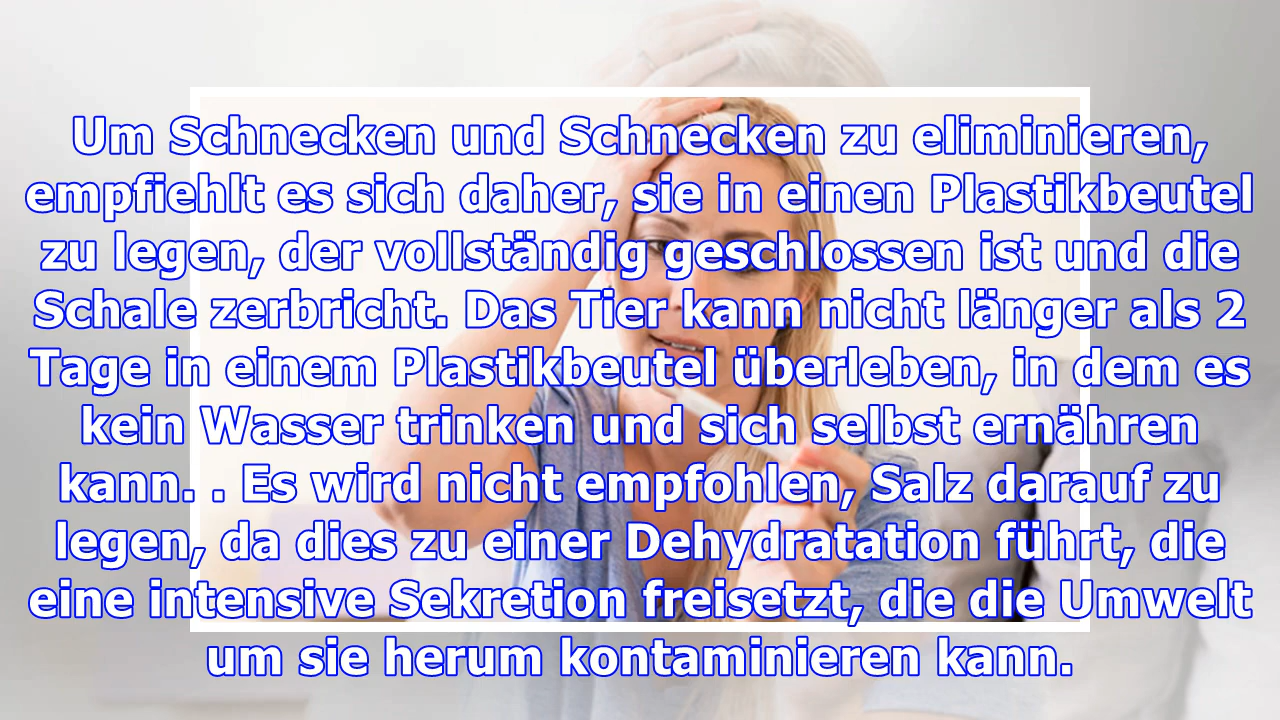 Um Schnecken und Schnecken zu eliminieren,
empfiehlt es sich daher, sie in einen Plastikbeutel
zu legen, der vollständig geschlossen ist und die
Schale zerbricht. Das Tier kann nicht länger als 2
Tage in einem Plastikbeutel überleben, in dem es
kein Wasser trinken und sich selbst ernähren
kann. . Es wird nicht empfohlen, Salz darauf zu
legen, da dies zu einer Dehydratation führt, die
eine intensive Sekretion freisetzt, die die Umwelt
um sie herum kontaminieren kann.